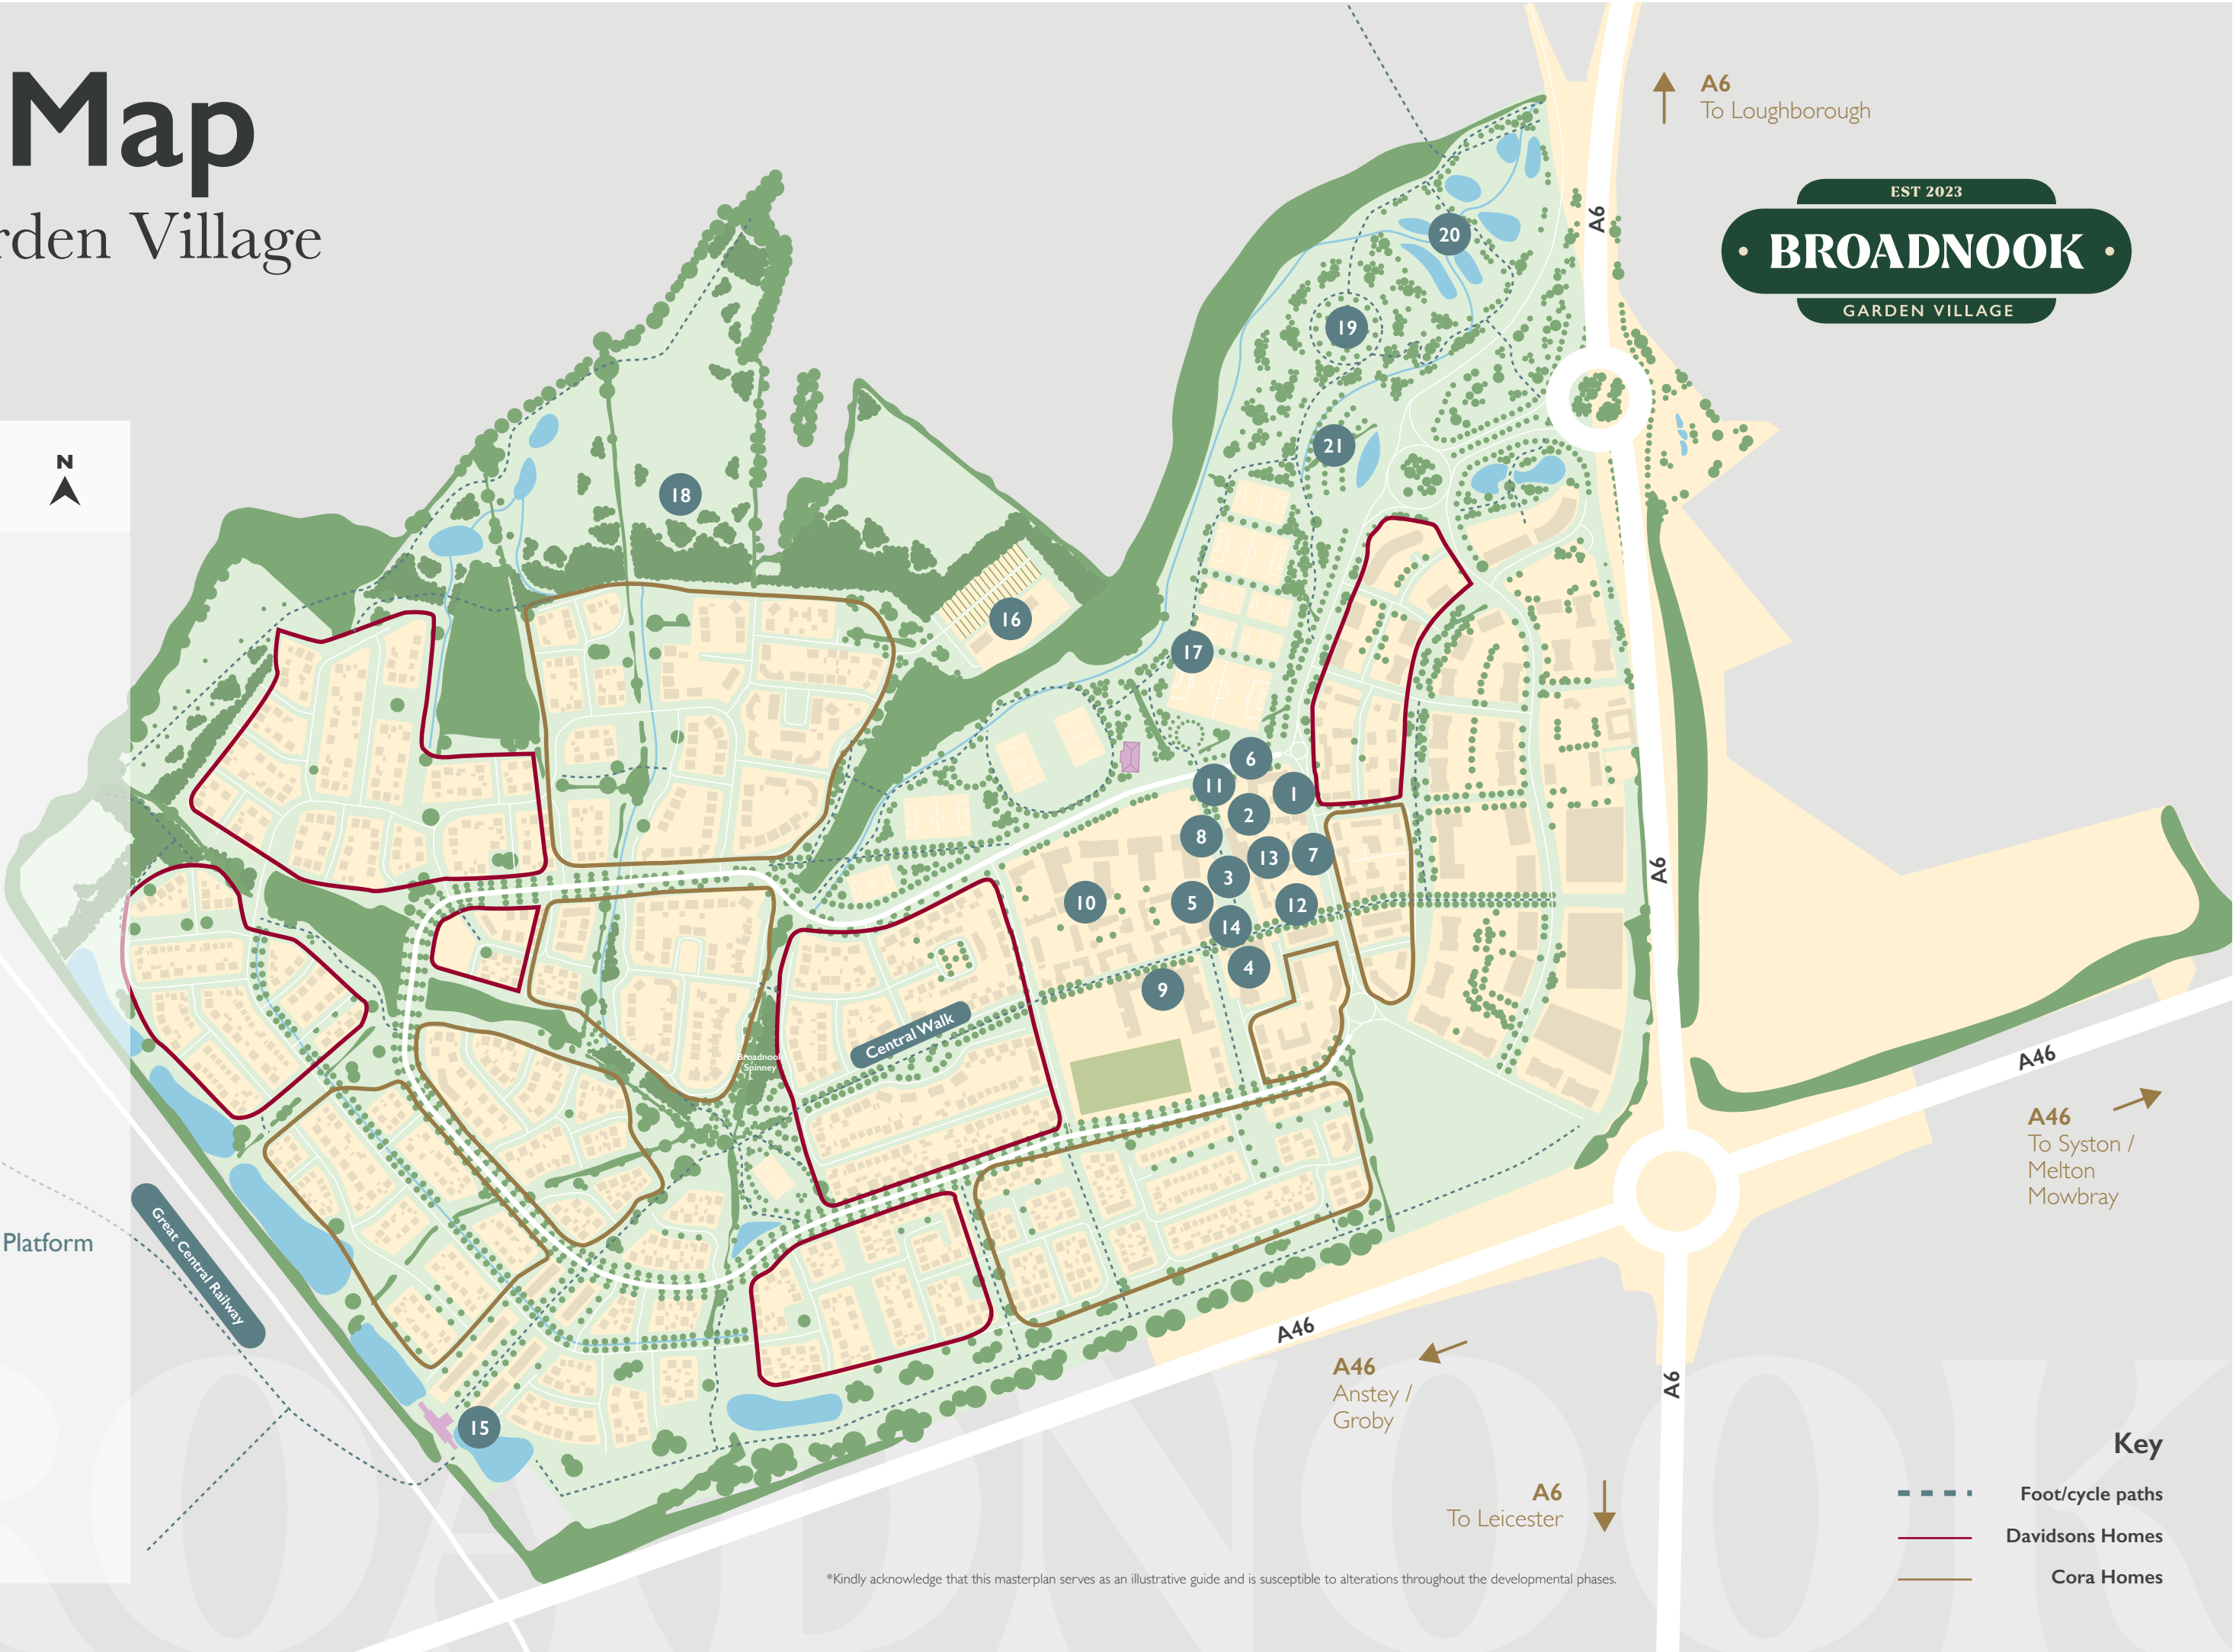 Map
rden Village
N
A6
To Loughborough
EST 2023
BROADNOOK
GARDEN VILLAGE
A6
20
19
21
18
16
17
6
11
1
2
8
13
7
3
10
5
12
14
4
9
A6
Central Walk
Broadnook
Spinney
A46
A46
To Syston /
Melton
Mowbray
Platform
Great Central Railway
A46
A46
Anstey /
Groby
A6
15
A6
To Leicester
Key
Foot/cycle paths
Davidsons Homes
Cora Homes
*Kindly acknowledge that this masterplan serves as an illustrative guide and is susceptible to alterations throughout the developmental phases.
ROADNOOK